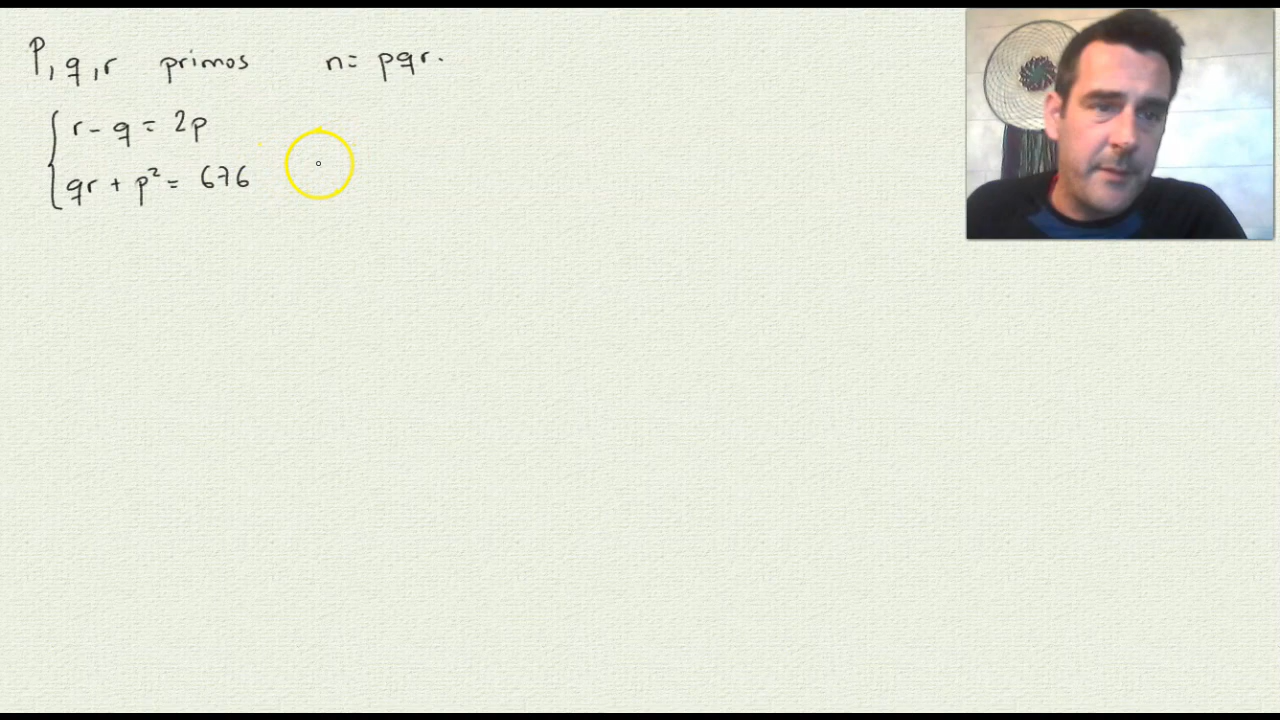 P, q, r primos n = pqr.
r - q = 2p
qr + p² = 676